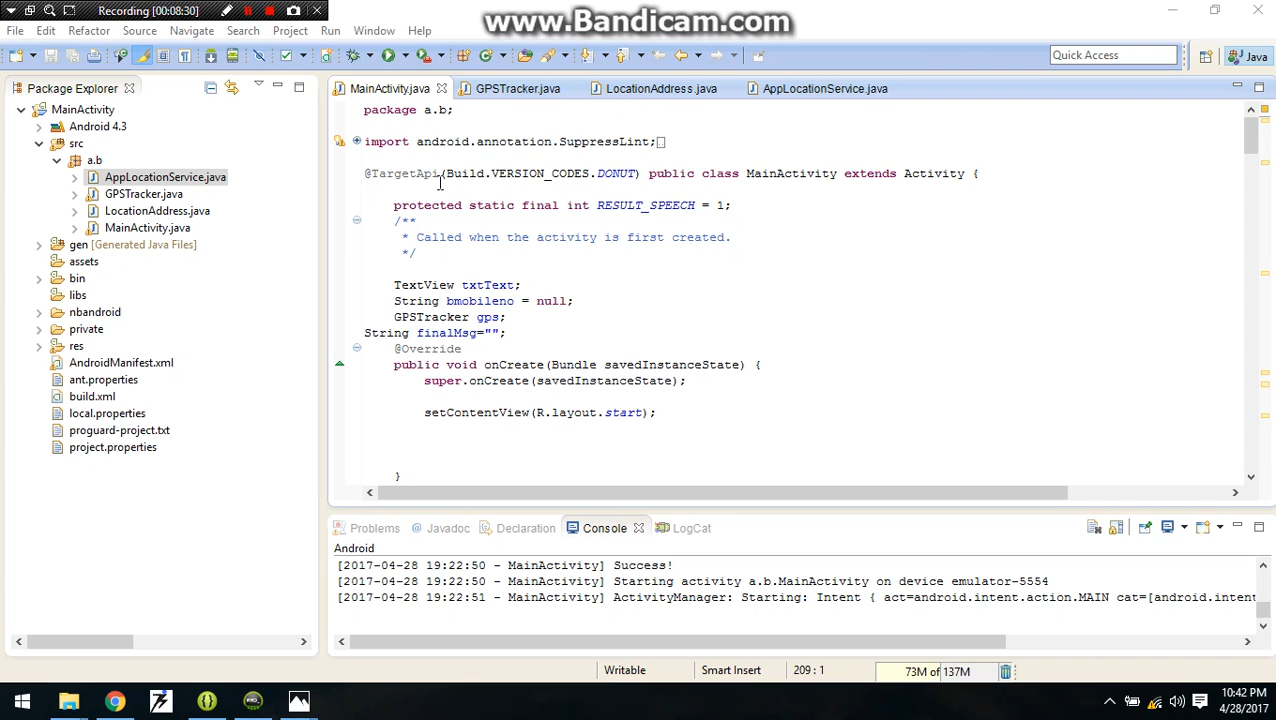 Recording [00:08:30]
www.Bandicam.com
File Edit Refactor Source Navigate Search Project Run Window Help
Quick Access
Java
Package Explorer
MainActivity.java
GPSTracker.java
LocationAddress.java
AppLocationService.java
MainActivity
Android 4.3
src
a.b
AppLocationService.java
GPSTracker.java
LocationAddress.java
MainActivity.java
gen [Generated Java Files]
assets
bin
libs
nbandroid
private
res
AndroidManifest.xml
ant.properties
build.xml
local.properties
proguard-project.txt
project.properties
package a.b;
import android.annotation.SuppressLint;
@TargetApi(Build.VERSION_CODES.DONUT) public class MainActivity extends Activity {
protected static final int RESULT_SPEECH = 1;
/**
* Called when the activity is first created.
*/
TextView txtText;
String bmobileno = null;
GPSTracker gps;
String finalMsg="";
@Override
public void onCreate(Bundle savedInstanceState) {
super.onCreate(savedInstanceState);
setContentView(R.layout.start);
}
Problems @ Javadoc Declaration Console LogCat
Android
[2017-04-28 19:22:50 - MainActivity] Success!
[2017-04-28 19:22:50 - MainActivity] Starting activity a.b.MainActivity on device emulator-5554
[2017-04-28 19:22:51 - MainActivity] ActivityManager: Starting: Intent { act=android.intent.action.MAIN cat=[android.intent
Writable
Smart Insert
209 : 1
73M of 137M
10:42 PM
4/28/2017